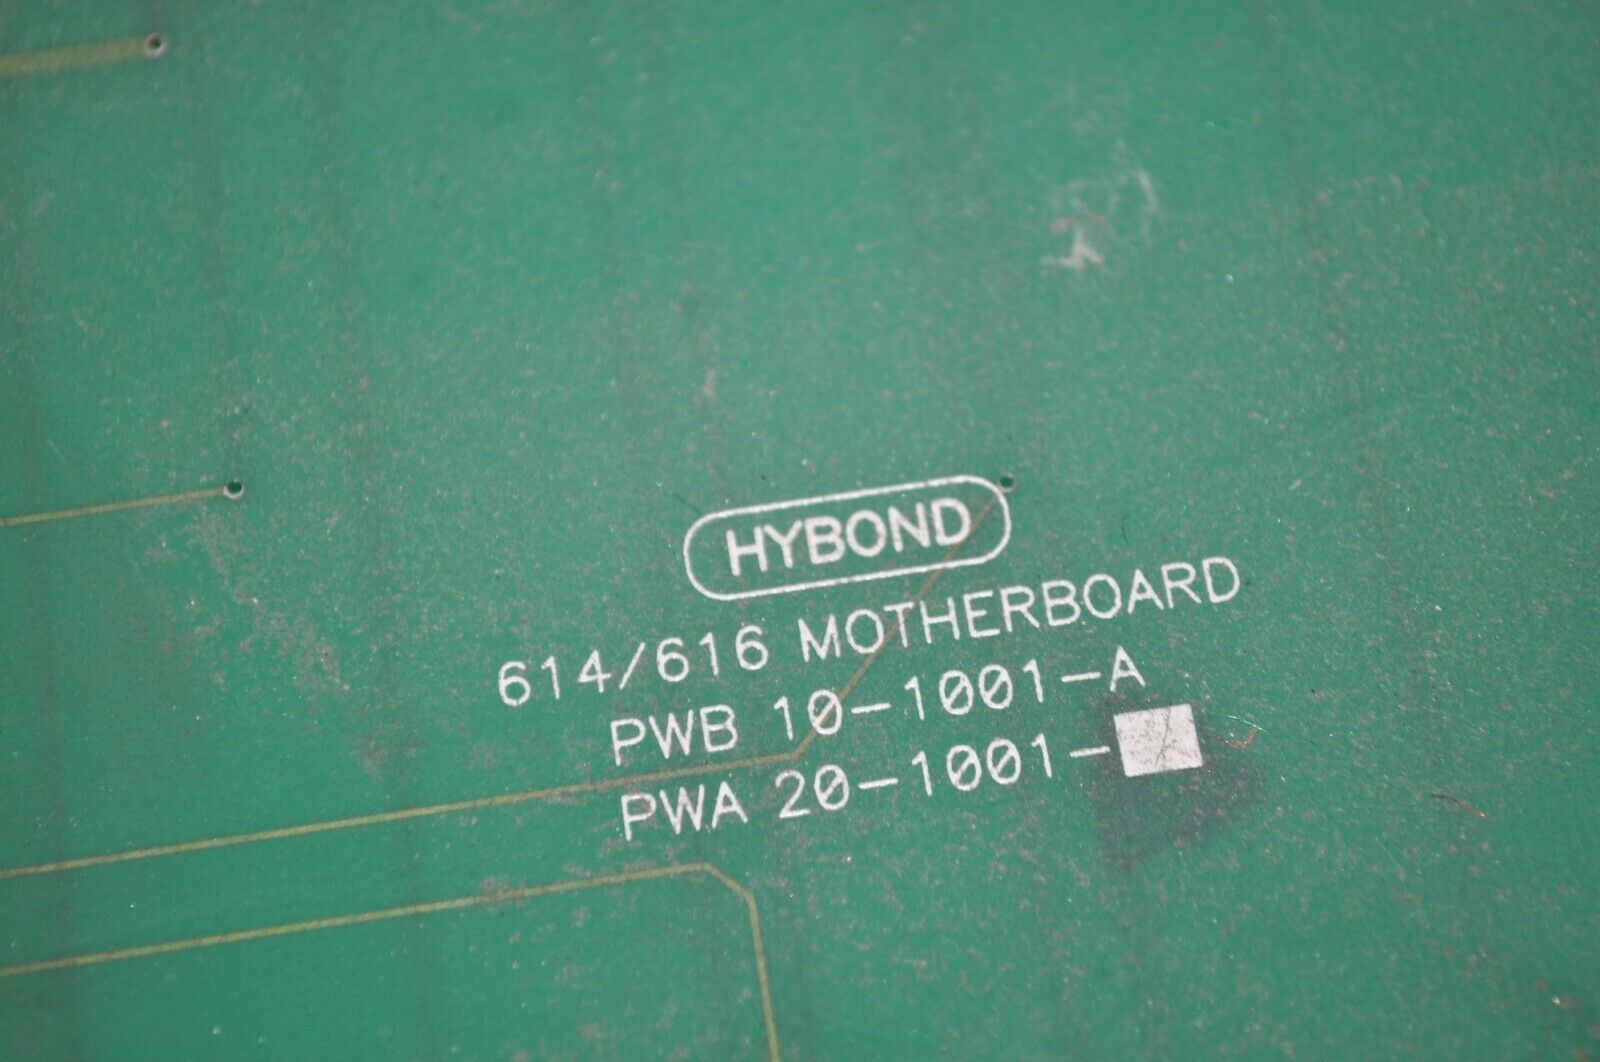 HYBOND
614/616 MOTHERBOARD
PWB 10-1001-A
PWA 20-1001-